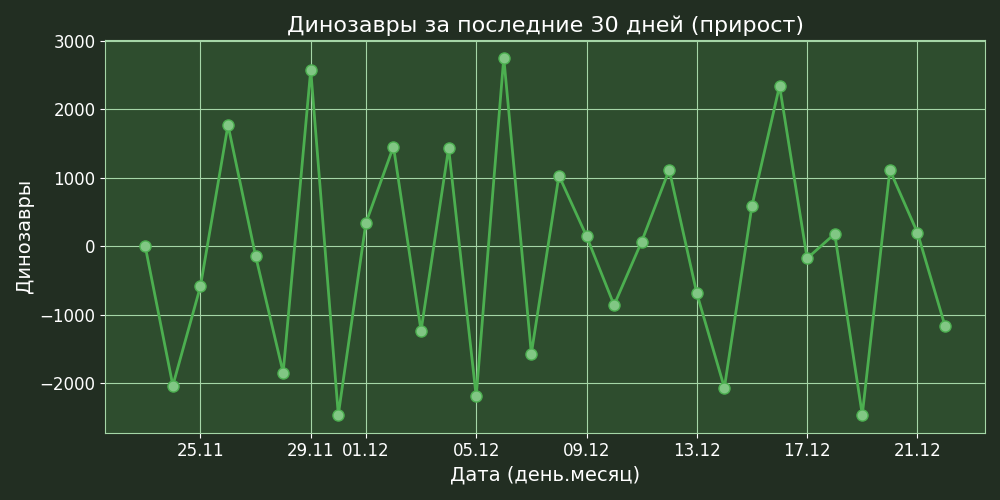 Динозавры за последние 30 дней (прирост)
3000
2000
1000
0
−1000
−2000
Динозавры
25.11 29.11 01.12 05.12 09.12 13.12 17.12 21.12
Дата (день.месяц)